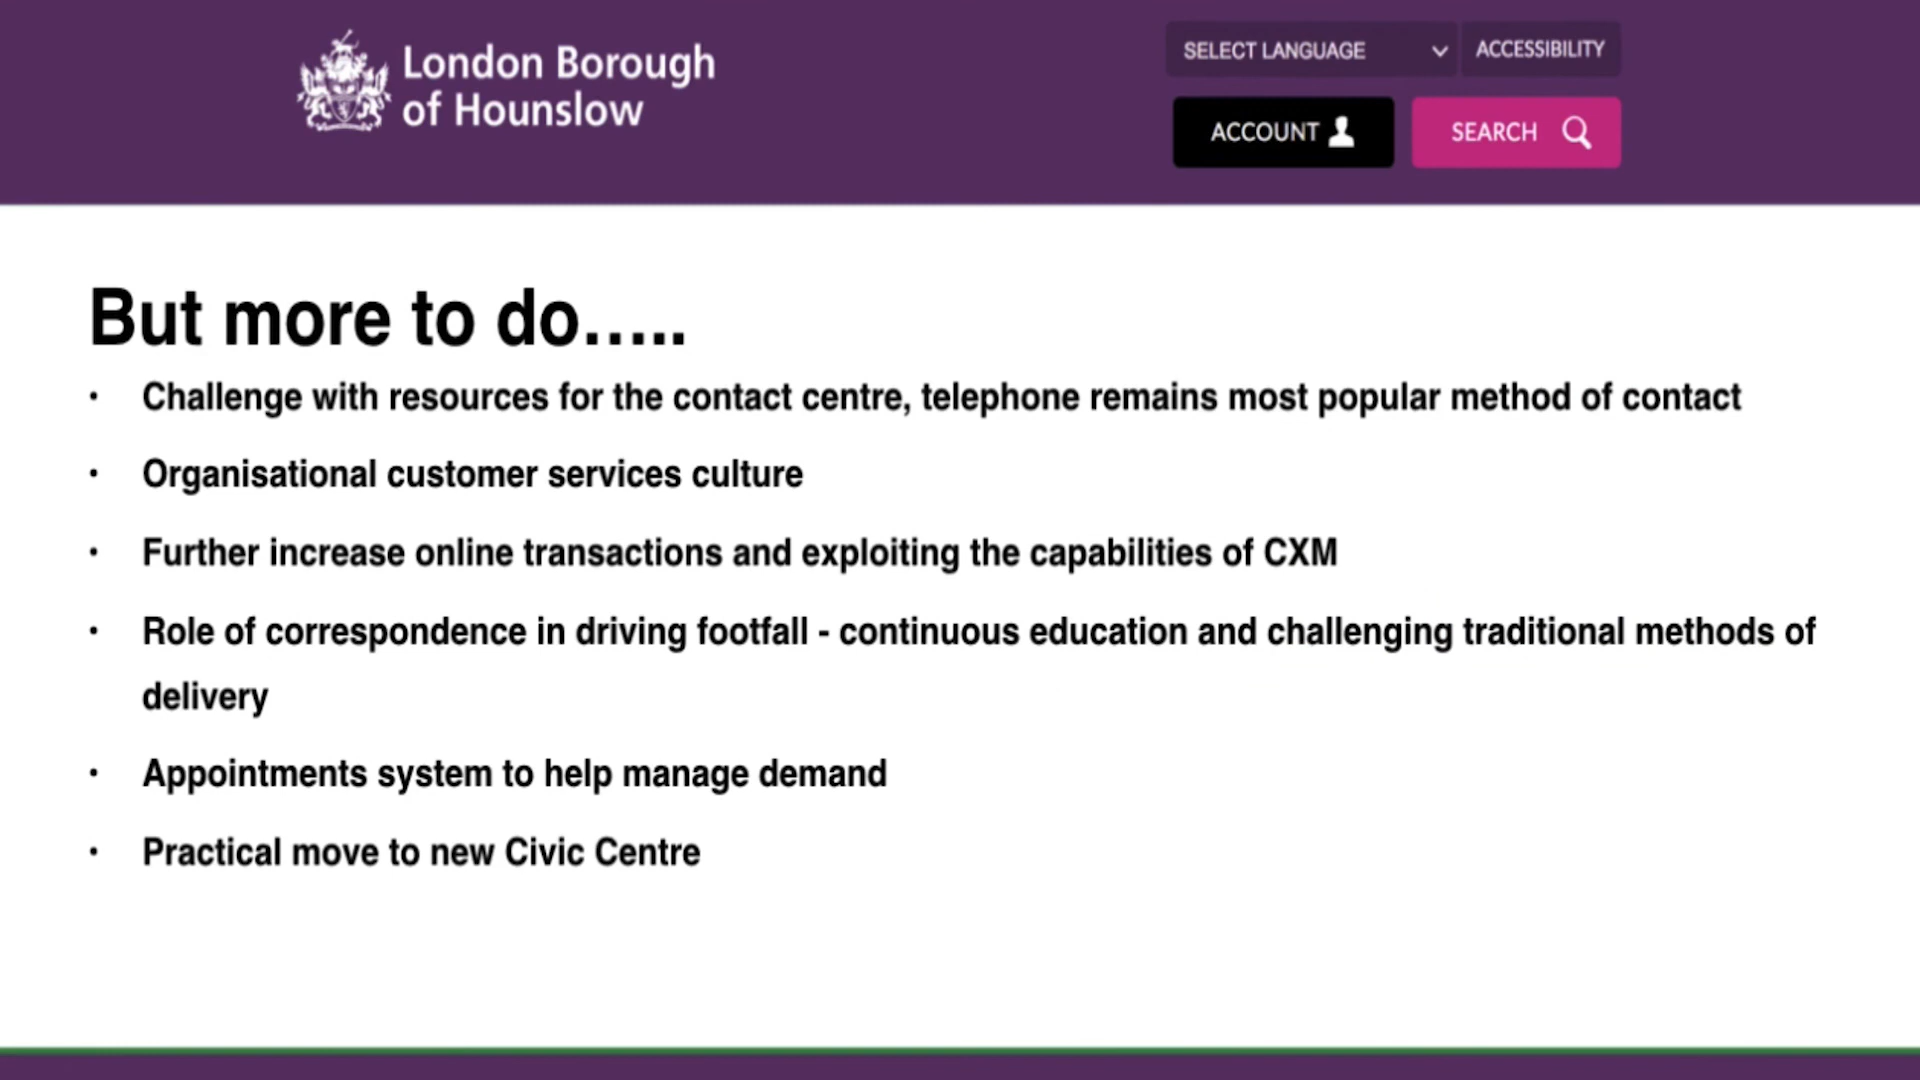 London Borough
of Hounslow
SELECT LANGUAGE
ACCESSIBILITY
ACCOUNT
SEARCH
But more to do.....
• Challenge with resources for the contact centre, telephone remains most popular method of contact
• Organisational customer services culture
• Further increase online transactions and exploiting the capabilities of CXM
• Role of correspondence in driving footfall - continuous education and challenging traditional methods of
delivery
• Appointments system to help manage demand
• Practical move to new Civic Centre